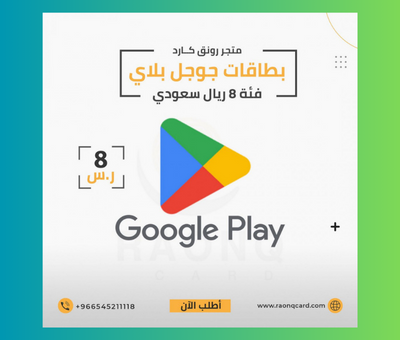 متجر رونق كارد
بطاقات جوجل بلاي
فئة 8 ريال سعودي
8
ر.س
Google Play
RAONQ
CARD
+966545211118
أطلب الآن
www.raonqcard.com